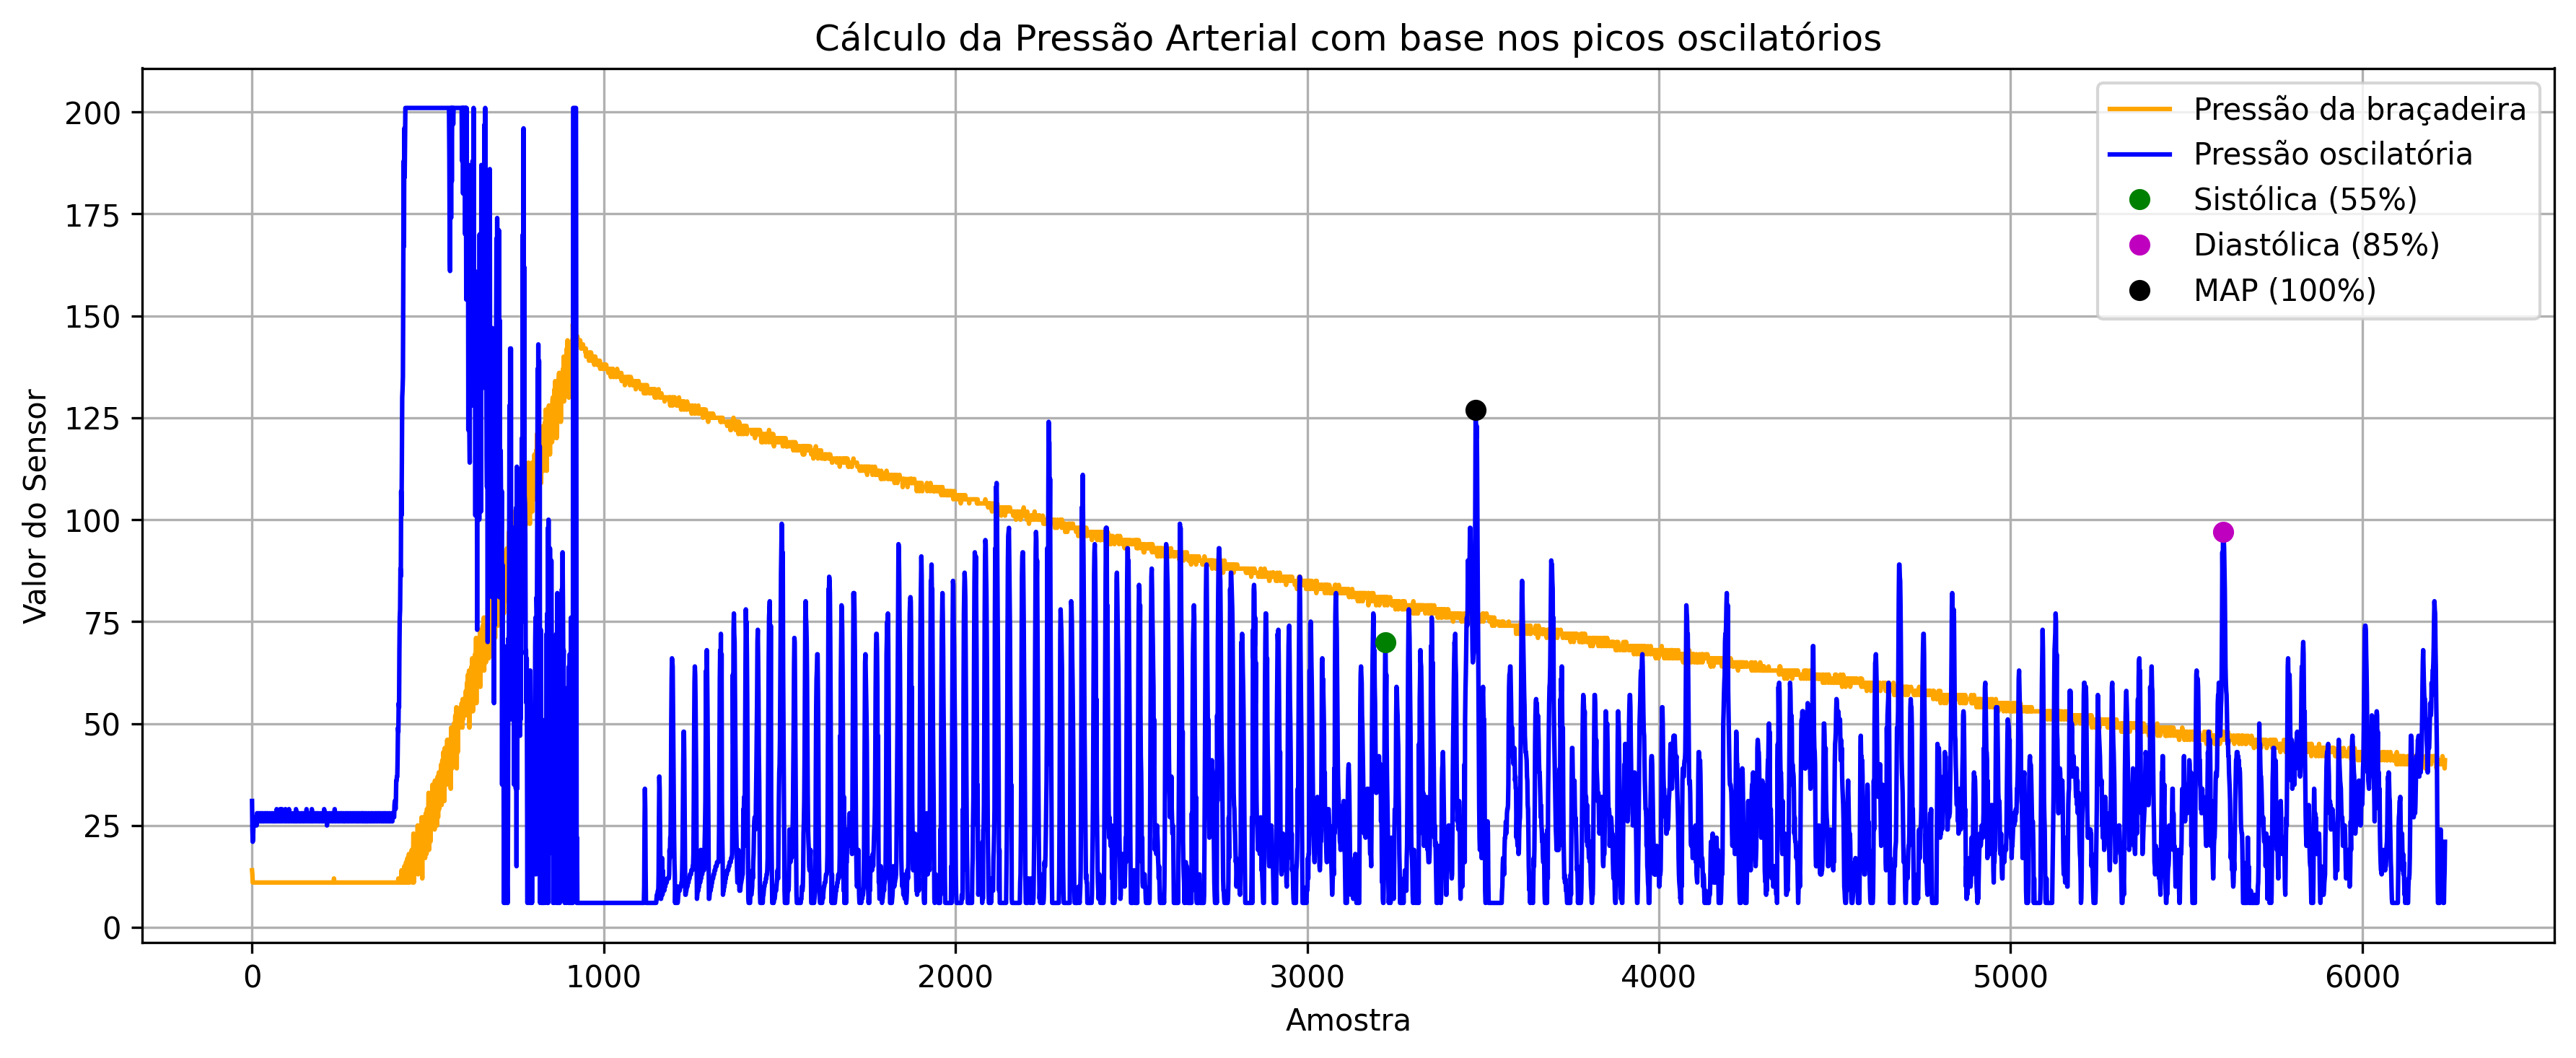 Cálculo da Pressão Arterial com base nos picos oscilatórios
Valor do Sensor
200
175
150
125
100
75
50
25
0
Pressão da braçadeira
Pressão oscilatória
Sistólica (55%)
Diastólica (85%)
MAP (100%)
0 1000 2000 3000 4000 5000 6000
Amostra